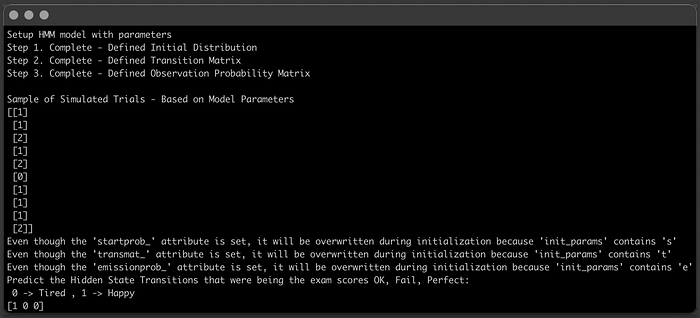 Setup HMM model with parameters
Step 1. Complete - Defined Initial Distribution
Step 2. Complete - Defined Transition Matrix
Step 3. Complete - Defined Observation Probability Matrix
Sample of Simulated Trials - Based on Model Parameters
[[1]
[1]
[2]
[1]
[2]
[0]
[1]
[1]
[1]
[2]]
Even though the 'startprob_' attribute is set, it will be overwritten during initialization because 'init_params' contains 's'
Even though the 'transmat_' attribute is set, it will be overwritten during initialization because 'init_params' contains 't'
Even though the 'emissionprob_' attribute is set, it will be overwritten during initialization because 'init_params' contains 'e'
Predict the Hidden State Transitions that were being the exam scores OK, Fail, Perfect:
0 -> Tired , 1 -> Happy
[1 0 0]